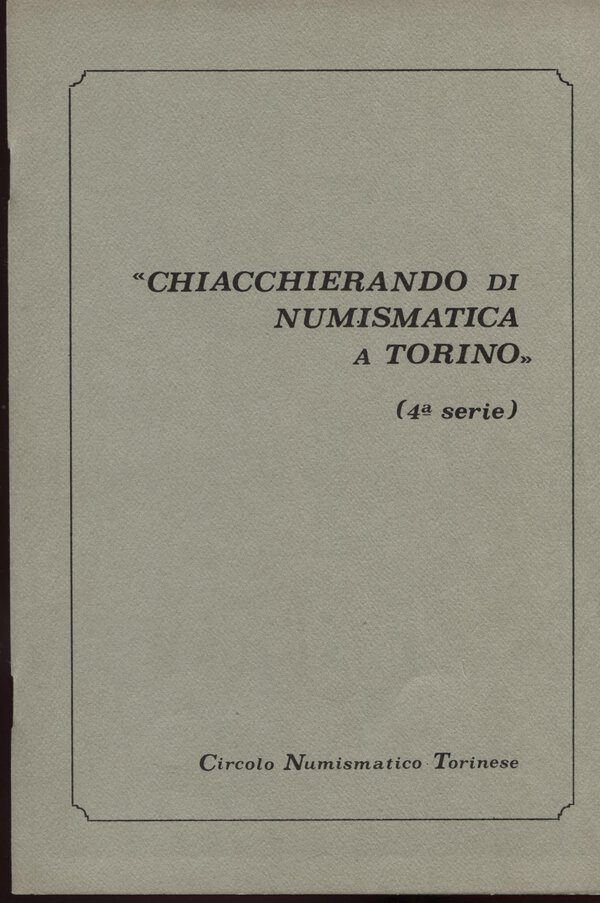 «CHIACCHIERANDO DI
NUMISMATICA
A TORINO»
(4ª serie)
Circolo Numismatico Torinese